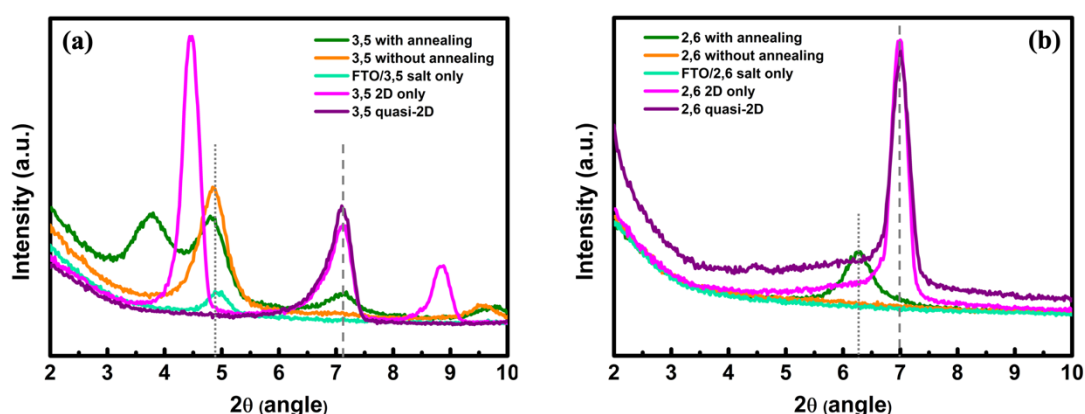 (a)
3,5 with annealing
3,5 without annealing
FTO/3,5 salt only
3,5 2D only
3,5 quasi-2D
Intensity (a.u.)
2 3 4 5 6 7 8 9 10
2θ (angle)
(b)
2,6 with annealing
2,6 without annealing
FTO/2,6 salt only
2,6 2D only
2,6 quasi-2D
Intensity (a.u.)
2 3 4 5 6 7 8 9 10
2θ (angle)